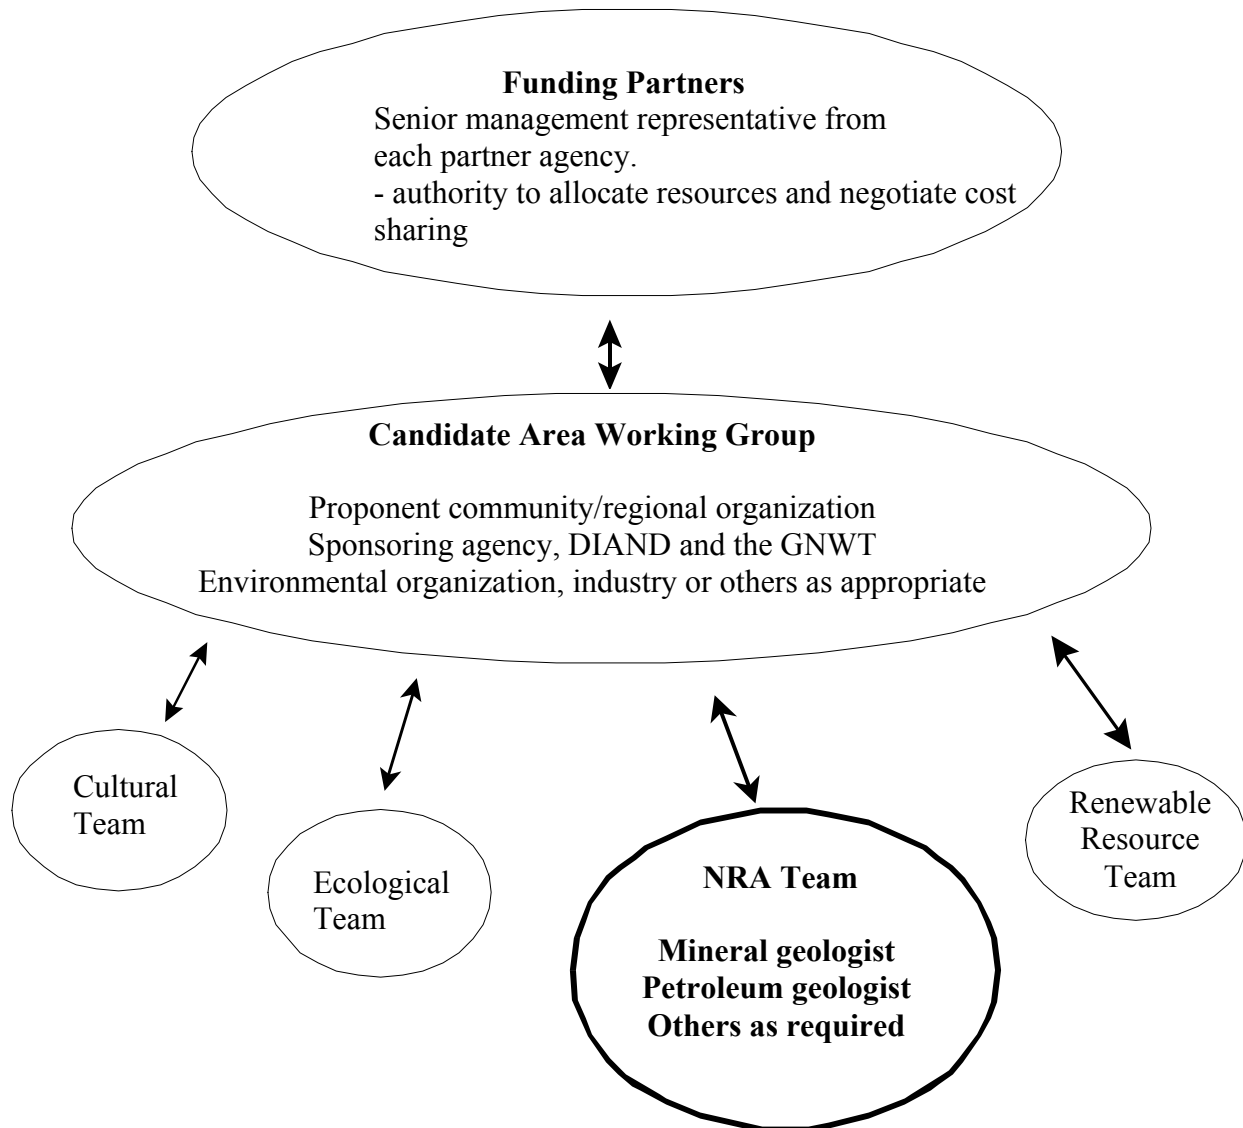 Funding Partners
Senior management representative from
each partner agency.
- authority to allocate resources and negotiate cost
sharing
Candidate Area Working Group
Proponent community/regional organization
Sponsoring agency, DIAND and the GNWT
Environmental organization, industry or others as appropriate
Cultural
Team
Ecological
Team
NRA Team
Mineral geologist
Petroleum geologist
Others as required
Renewable
Resource
Team